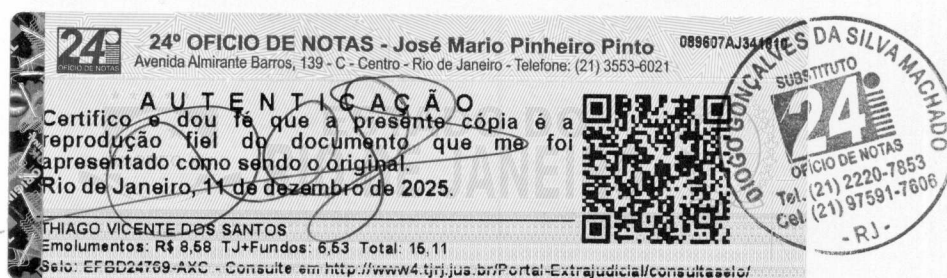 24º OFICIO DE NOTAS - José Mario Pinheiro Pinto
Avenida Almirante Barros, 139 - C - Centro - Rio de Janeiro - Telefone: (21) 3553-6021
24
OFICIO DE NOTAS
A U T E N T I C A Ç Ã O
Certifico e dou fé que a presente cópia é a
reprodução fiel do documento que me foi
apresentado como sendo o original.
Rio de Janeiro, 11 de dezembro de 2025.
THIAGO VICENTE DOS SANTOS
Emolumentos: R$ 8,58 TJ+Fundos: 6,53 Total: 15,11
Selo: EFBD24769-AXC - Consulte em http://www4.tjrj.jus.br/Portal-Extrajudicial/consultaselo/
DIOGO GONÇALVES DA SILVA MACHADO
SUBSTITUTO
24
OFICIO DE NOTAS
Tel. (21) 2220-7853
Cel. (21) 97591-7606
- RJ -